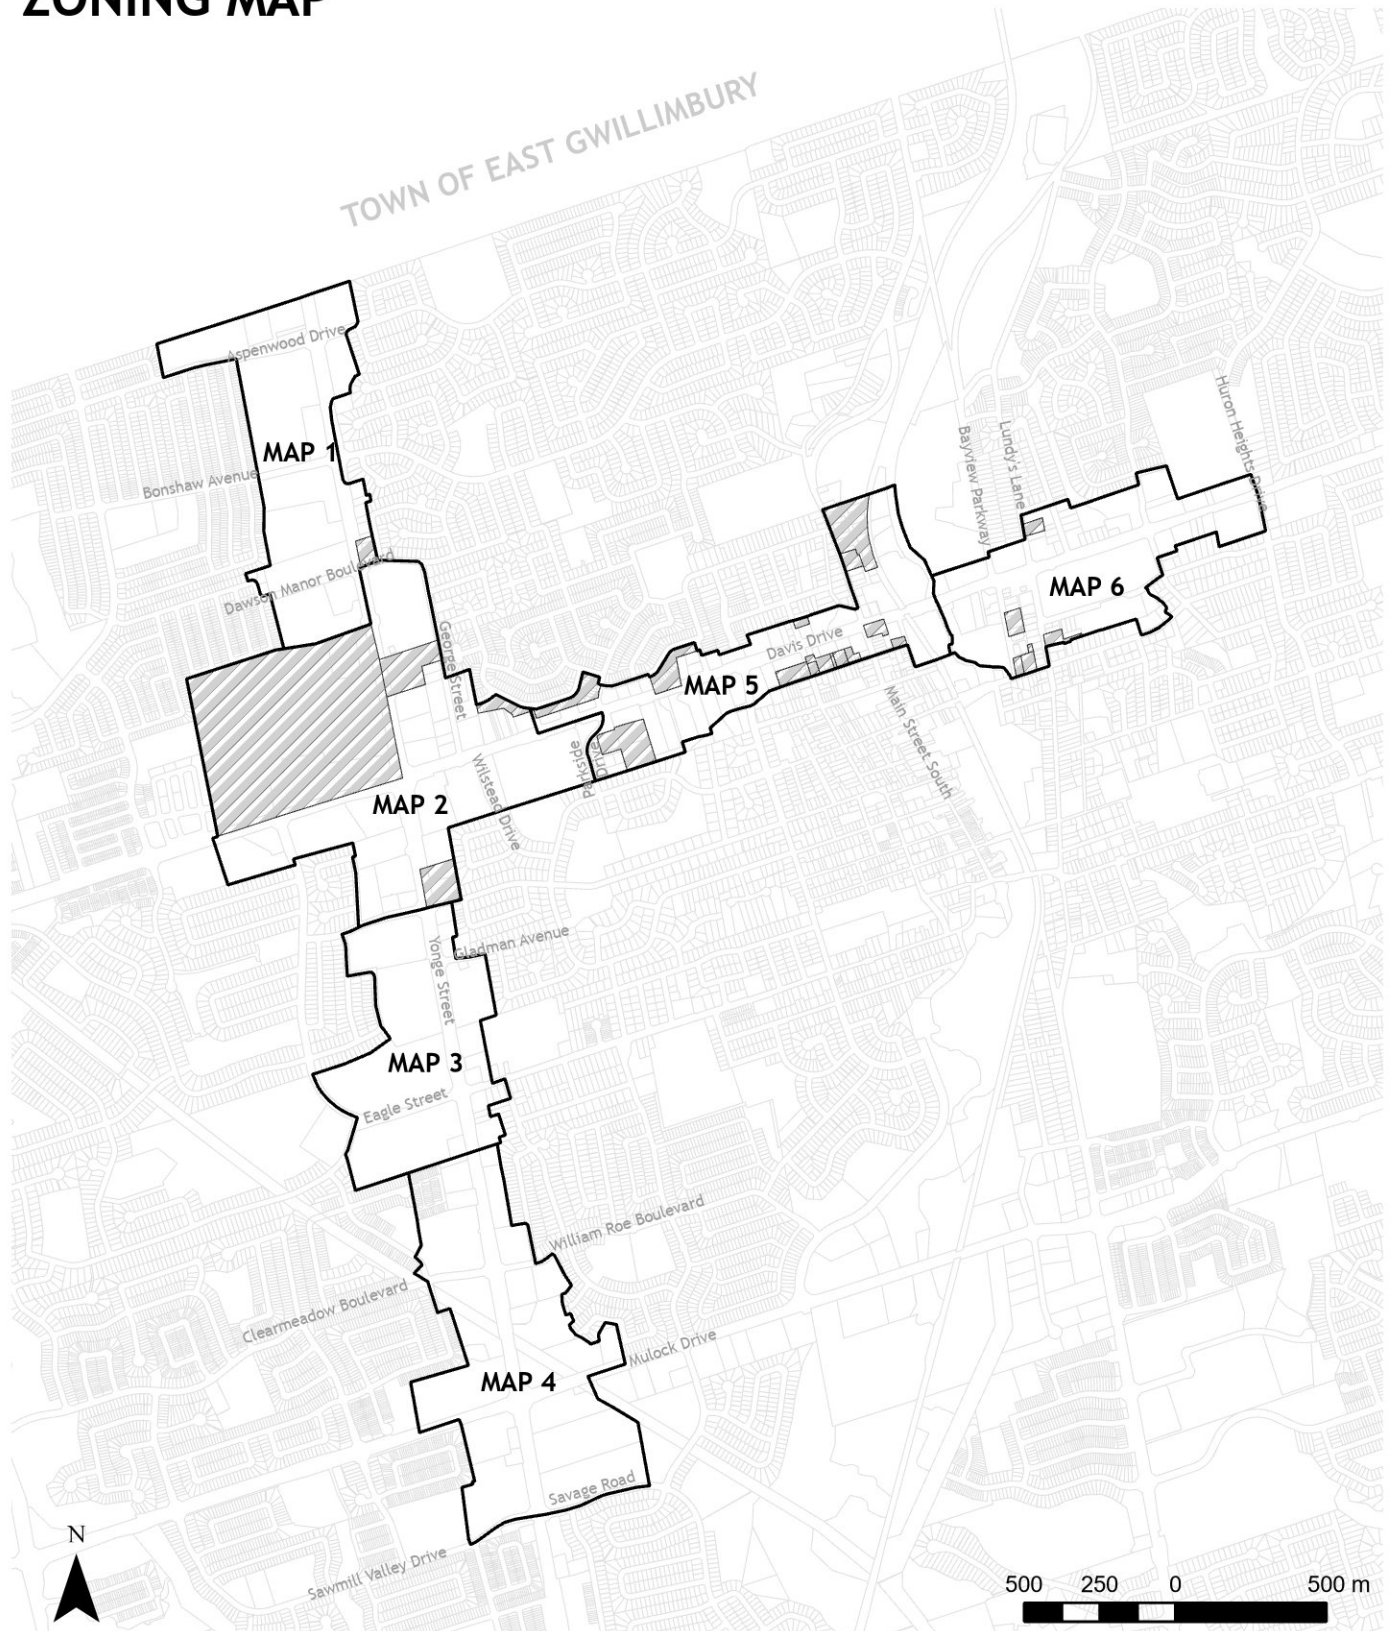 ZONING MAP
TOWN OF EAST GWILLIMBURY
Aspenwood Drive
MAP 1
Bonshaw Avenue
Dawson Manor Boulevard
George Street
Huron Heights Drive
Lundy's Lane
Bayview Parkway
MAP 6
Davis Drive
MAP 5
Main Street South
Parkside
Drive
Wilstead Drive
MAP 2
Gladman Avenue
Yonge Street
MAP 3
Eagle Street
William Roe Boulevard
Clearmeadow Boulevard
Mulock Drive
MAP 4
Savage Road
Sawmill Valley Drive
N
500 250 0 500 m